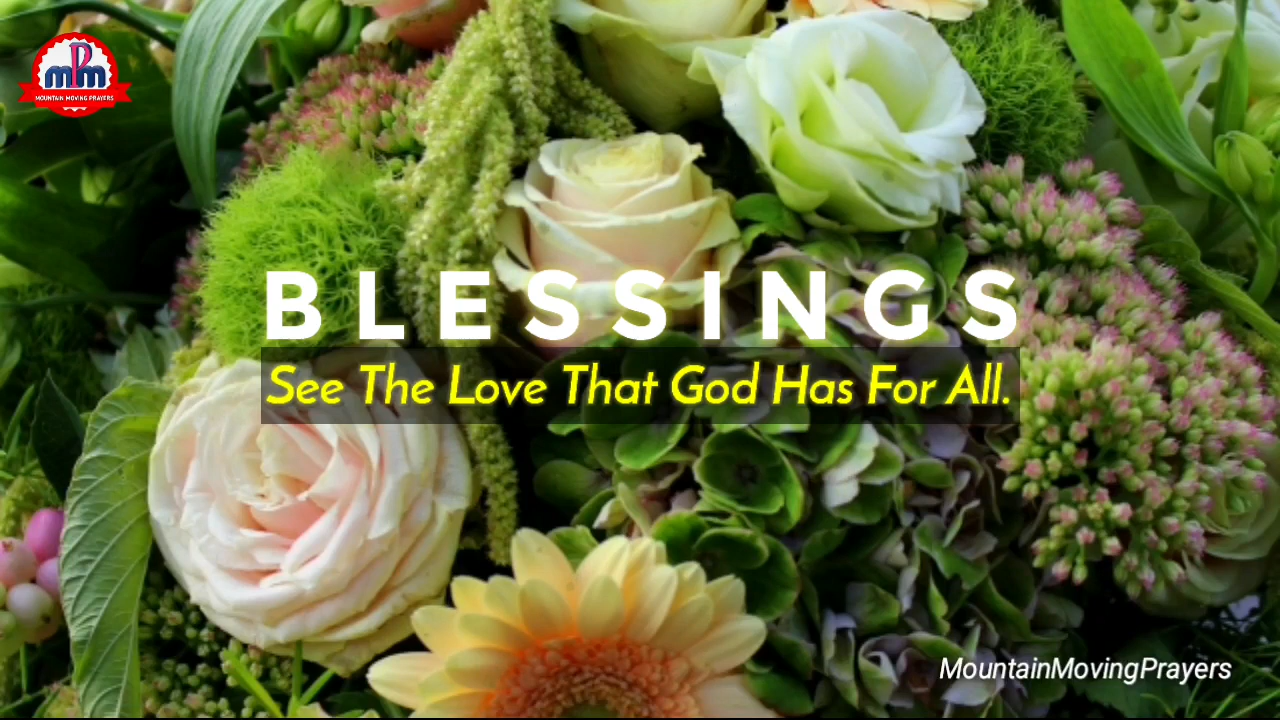 mPm
MOUNTAIN MOVING PRAYERS
BLESSINGS
See The Love That God Has For All.
MountainMovingPrayers